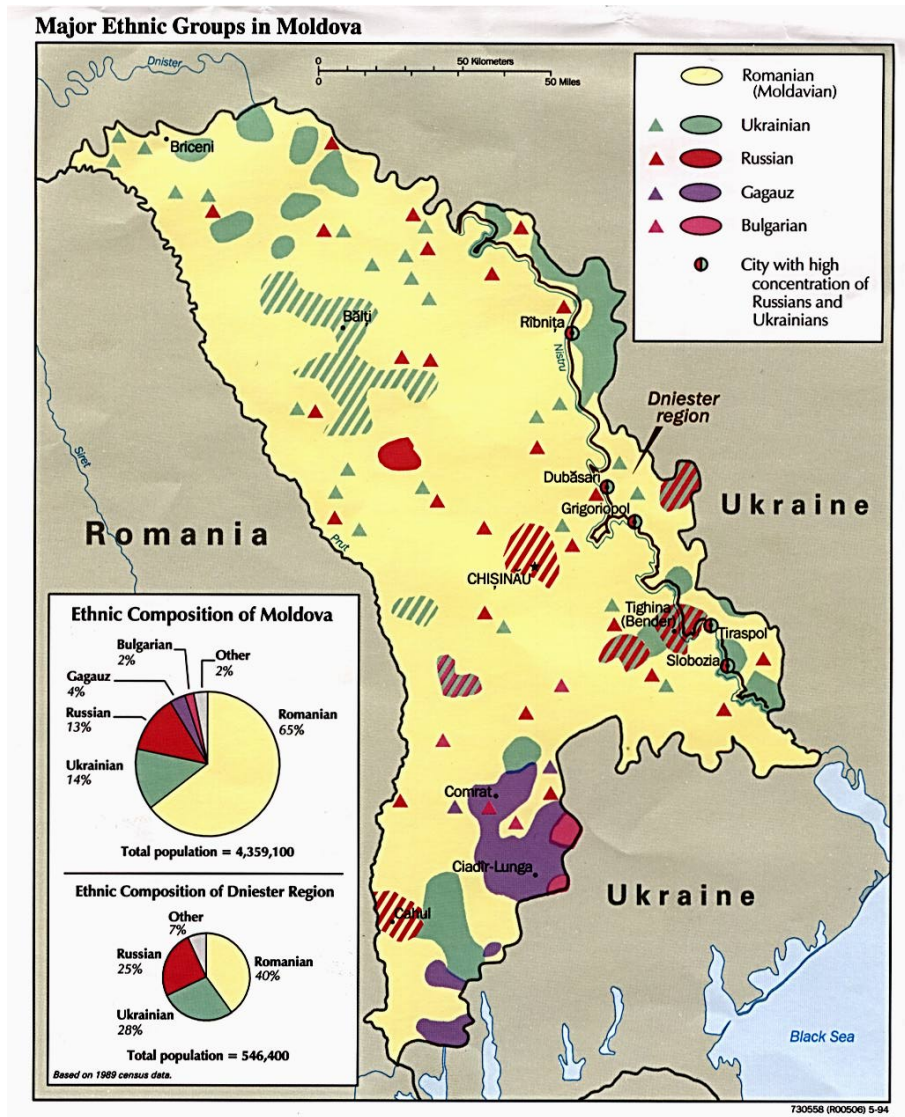 Major Ethnic Groups in Moldova
Dnister
0 50 Kilometers
0 50 Miles
Romanian
(Moldavian)
Ukrainian
Russian
Gagauz
Bulgarian
City with high
concentration of
Russians and
Ukrainians
Briceni
Bălți
Rîbnița
Nistru
Dniester
region
Dubăsari
Grigoriopol
Ukraine
Siret
Romania
Prut
CHIȘINĂU
Tighina
(Bender)
Tiraspol
Slobozia
Comrat
Ciadîr-Lunga
Cahul
Ukraine
Black Sea
Ethnic Composition of Moldova
Bulgarian
2%
Other
2%
Gagauz
4%
Russian
13%
Romanian
65%
Ukrainian
14%
Total population = 4,359,100
Ethnic Composition of Dniester Region
Other
7%
Russian
25%
Romanian
40%
Ukrainian
28%
Total population = 546,400
Based on 1989 census data.
730558 (R00506) 5-94